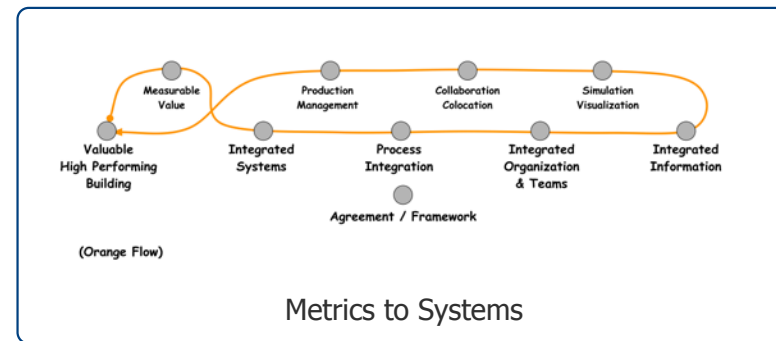 Measurable
Value
Production
Management
Collaboration
Colocation
Simulation
Visualization
Valuable
High Performing
Building
Integrated
Systems
Process
Integration
Integrated
Organization
& Teams
Integrated
Information
Agreement / Framework
(Orange Flow)
Metrics to Systems